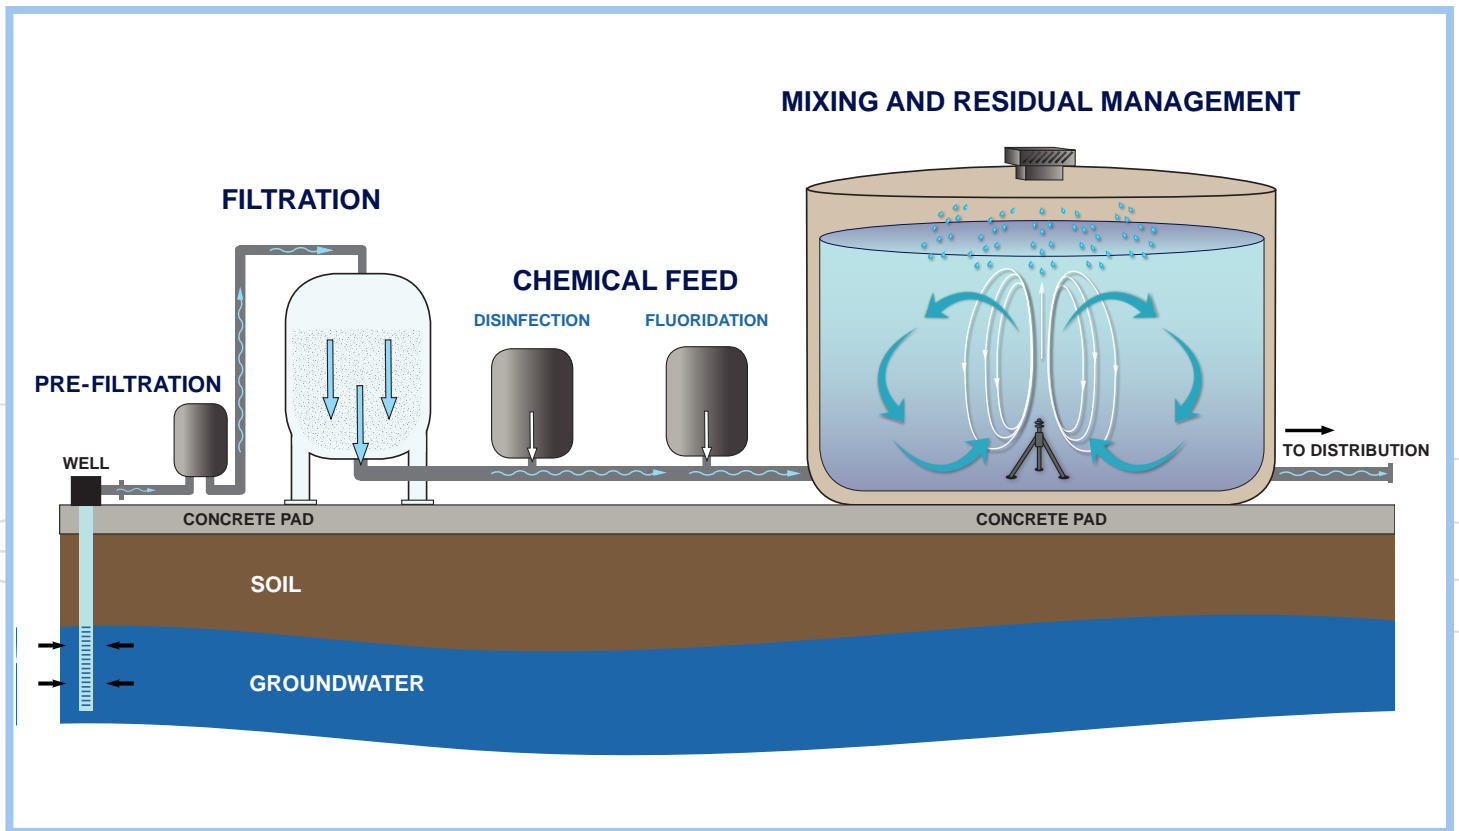 MIXING AND RESIDUAL MANAGEMENT
FILTRATION
CHEMICAL FEED
DISINFECTION
FLUORIDATION
PRE-FILTRATION
WELL
TO DISTRIBUTION
CONCRETE PAD
CONCRETE PAD
SOIL
GROUNDWATER